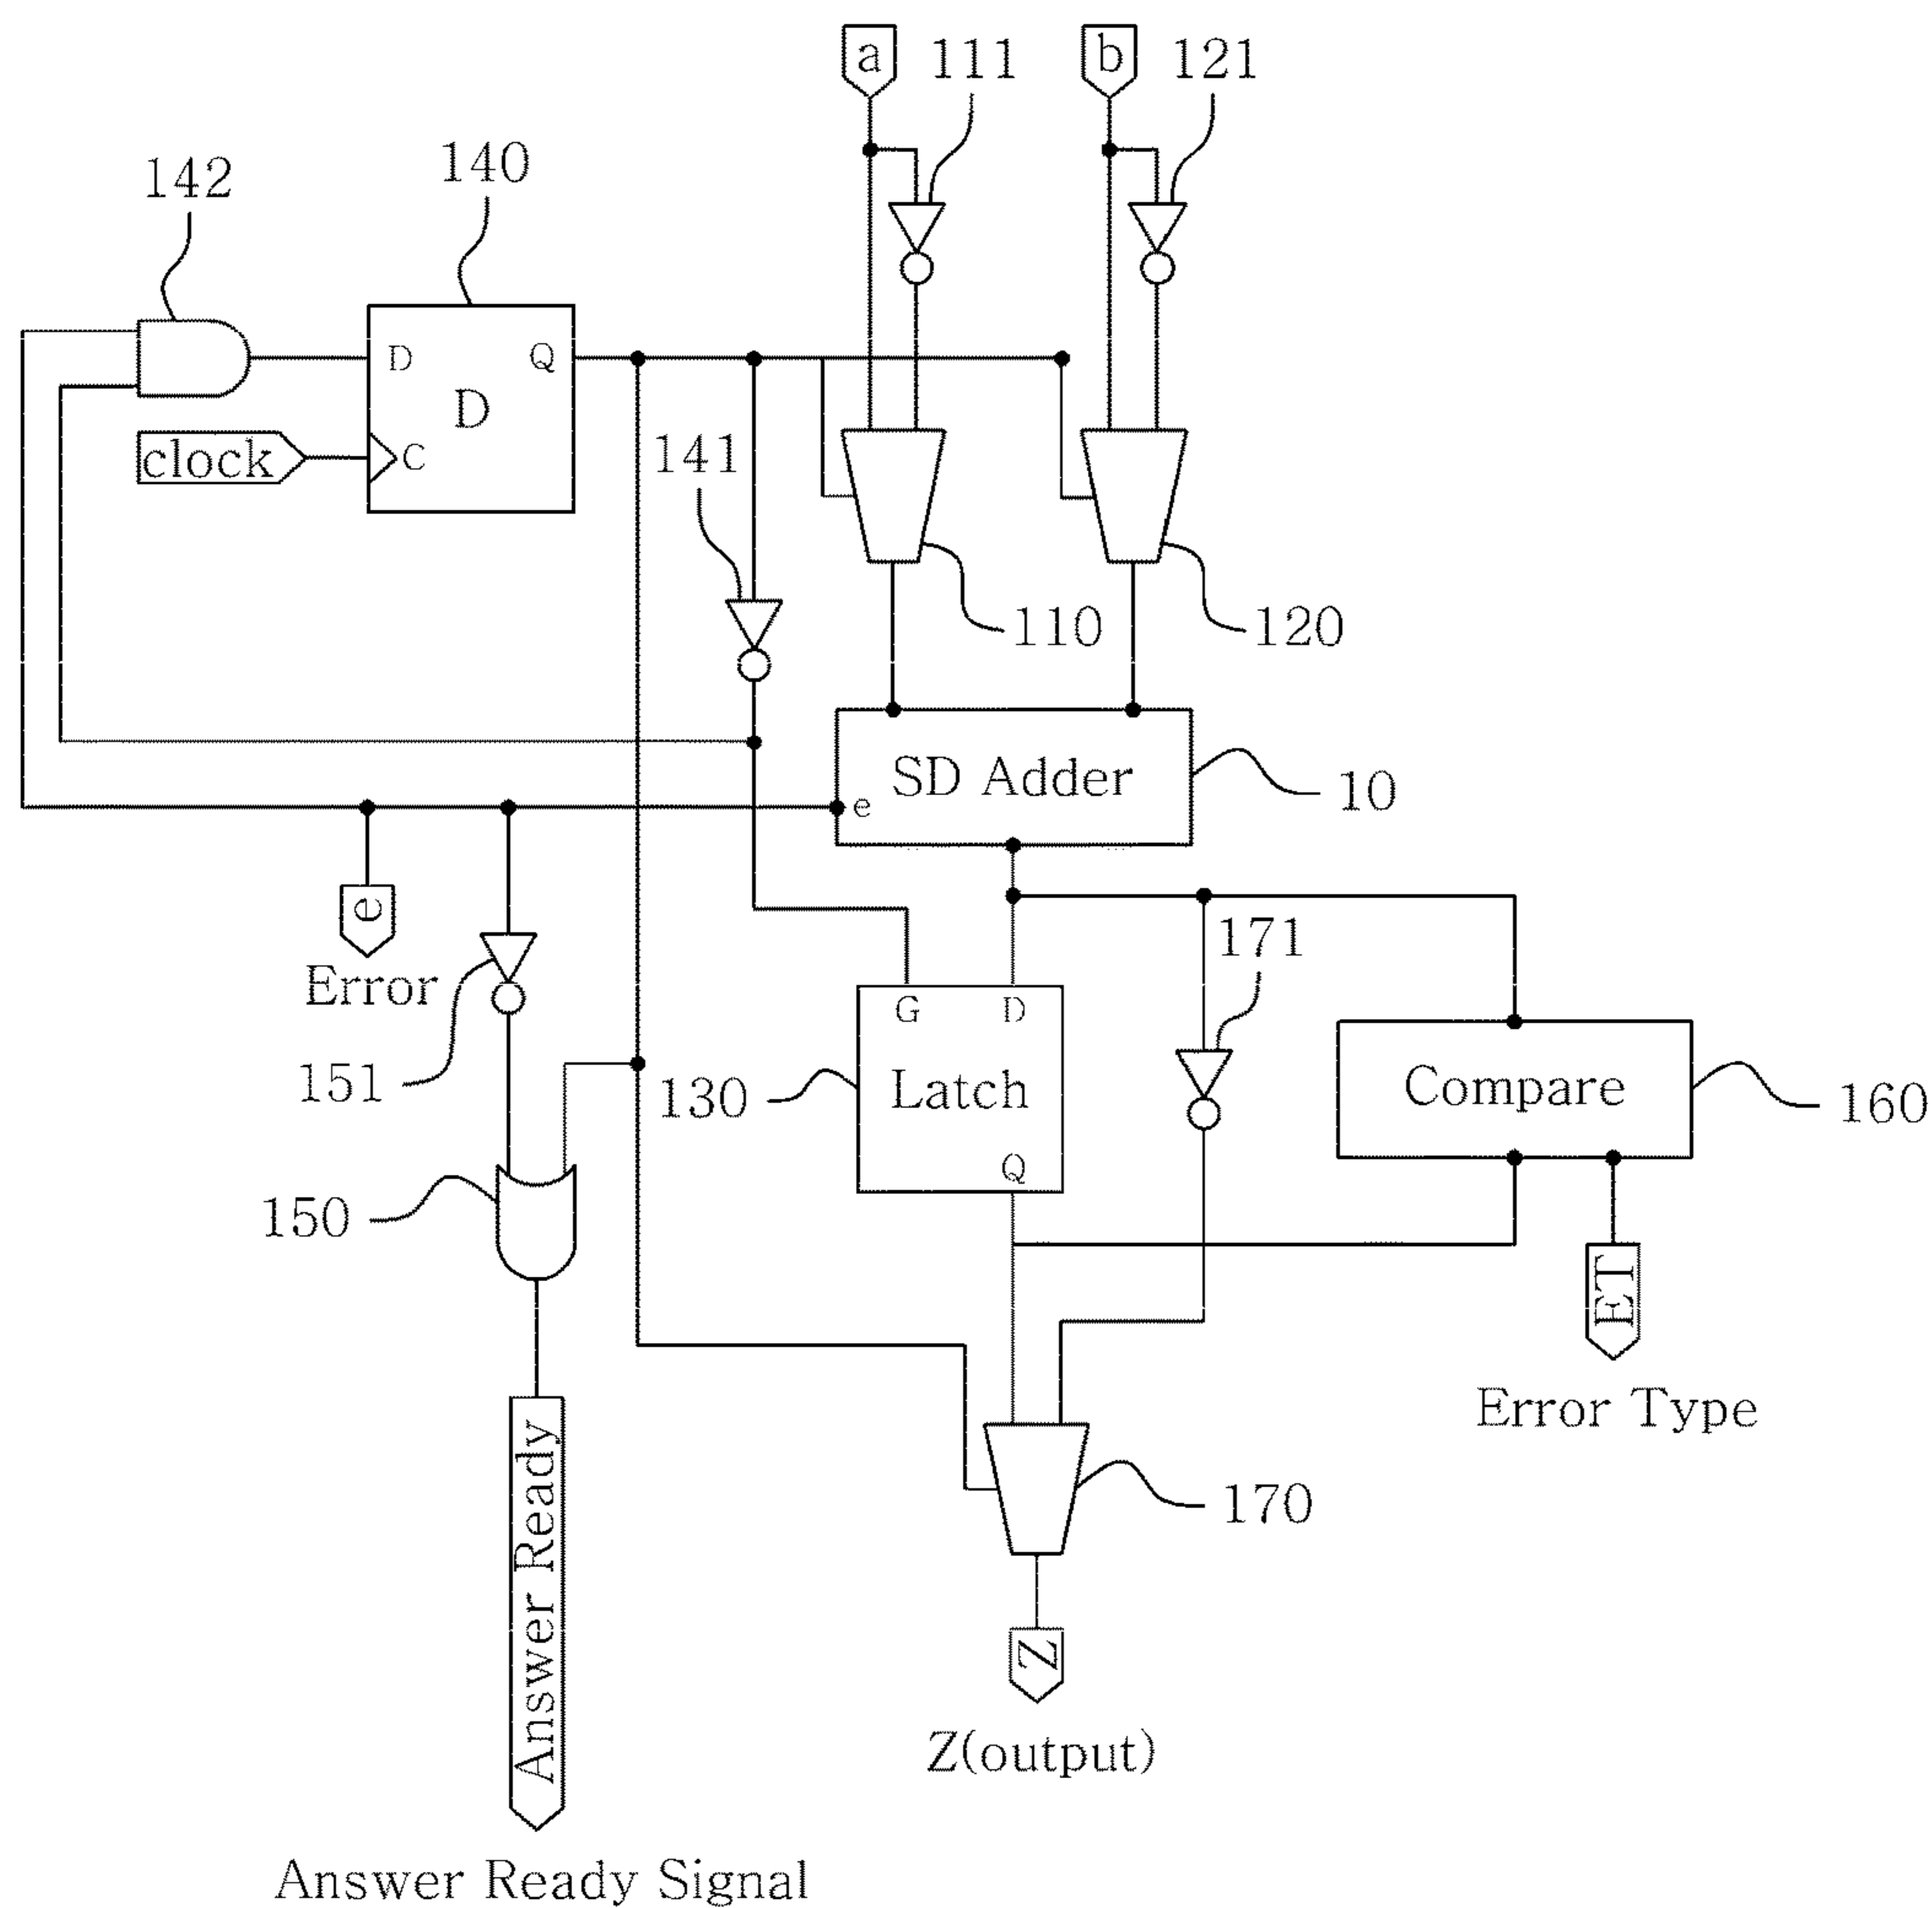 a
111
b
121
142
140
D
Q
D
clock
C
141
110
120
SD Adder
10
e
e
Error
171
G
D
151
130
Latch
Compare
160
Q
150
ET
Error Type
Answer Ready
170
Z
Z(output)
Answer Ready Signal